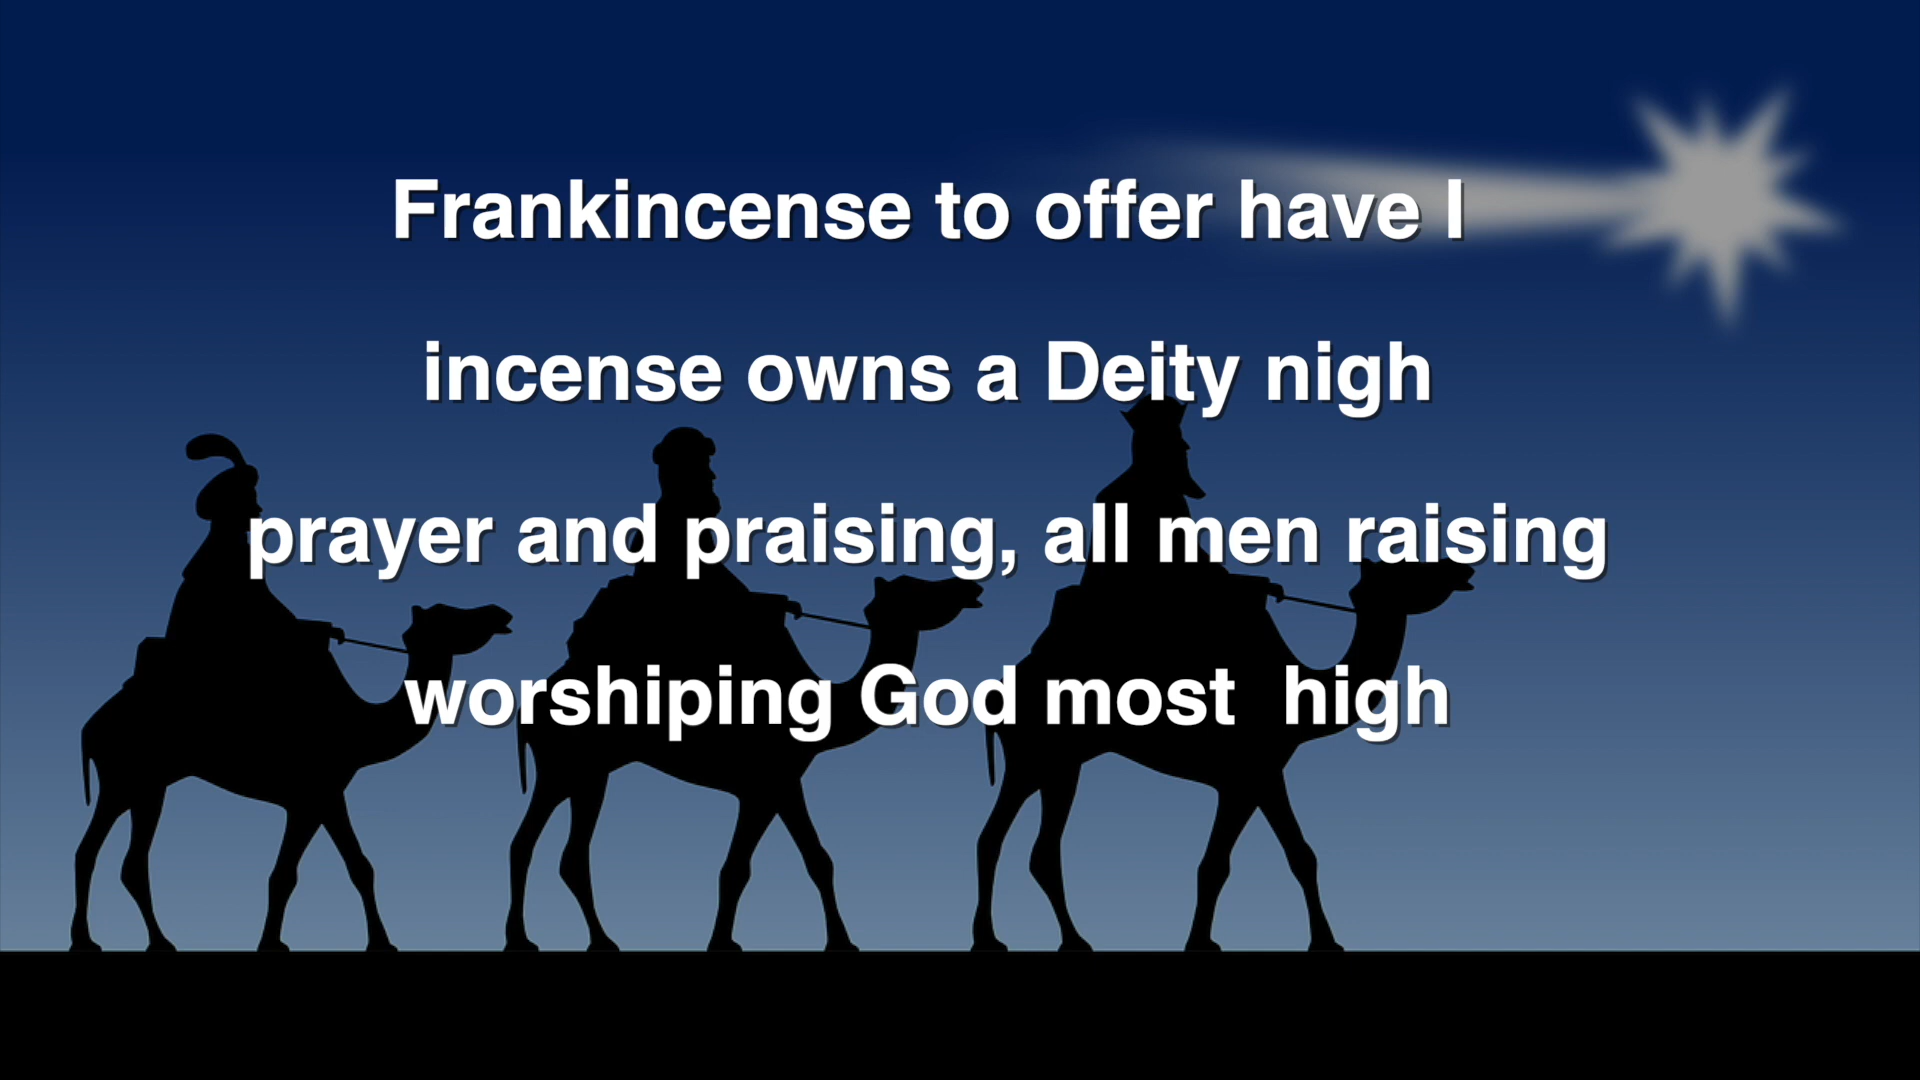 Frankincense to offer have I
incense owns a Deity nigh
prayer and praising, all men raising
worshiping God most  high